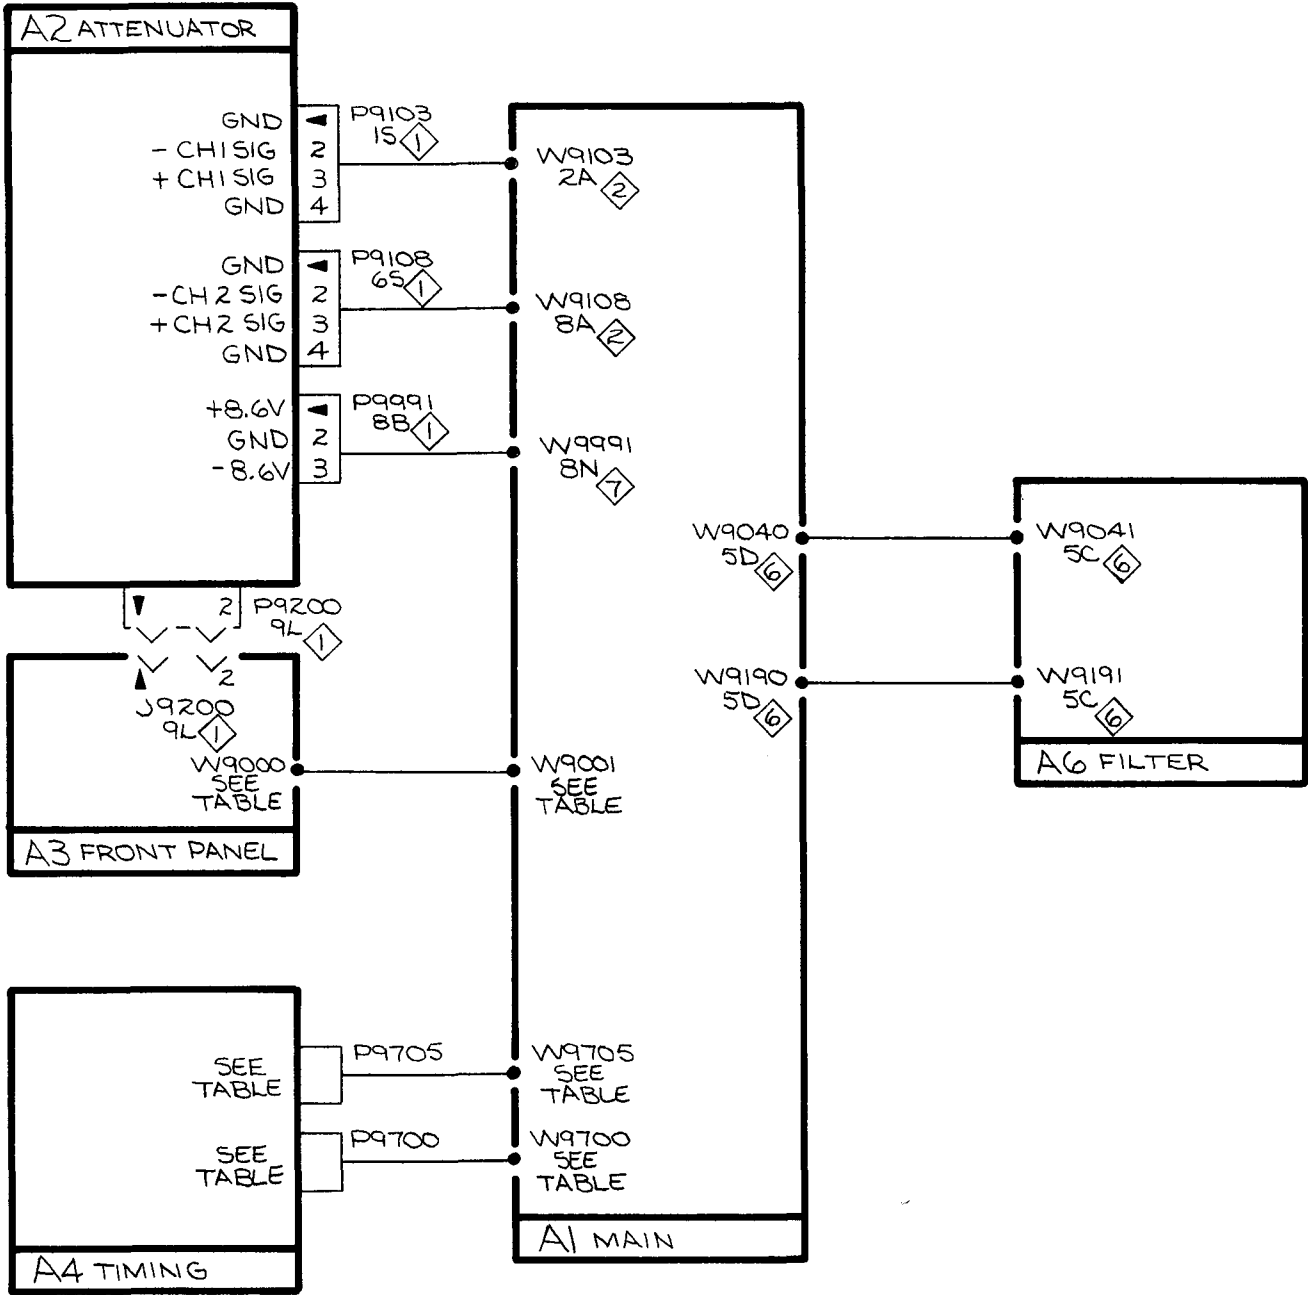 A2 ATTENUATOR
GND
- CH1 SIG 2
+ CH1 SIG 3
GND 4
P9103
1S 1
W9103
2A 2
GND
-CH2 SIG 2
+CH2 SIG 3
GND 4
P9108
6S 1
W9108
8A 2
+8.6V
GND 2
-8.6V 3
P9991
8B 1
W9991
8N 7
W9040
5D 6
W9041
5C 6
2 P9200
9L 1
2
J9200
9L 1
W9190
5D 6
W9191
5C 6
A6 FILTER
W9000
SEE
TABLE
W9001
SEE
TABLE
A3 FRONT PANEL
SEE
TABLE
P9705
W9705
SEE
TABLE
SEE
TABLE
P9700
W9700
SEE
TABLE
A1 MAIN
A4 TIMING